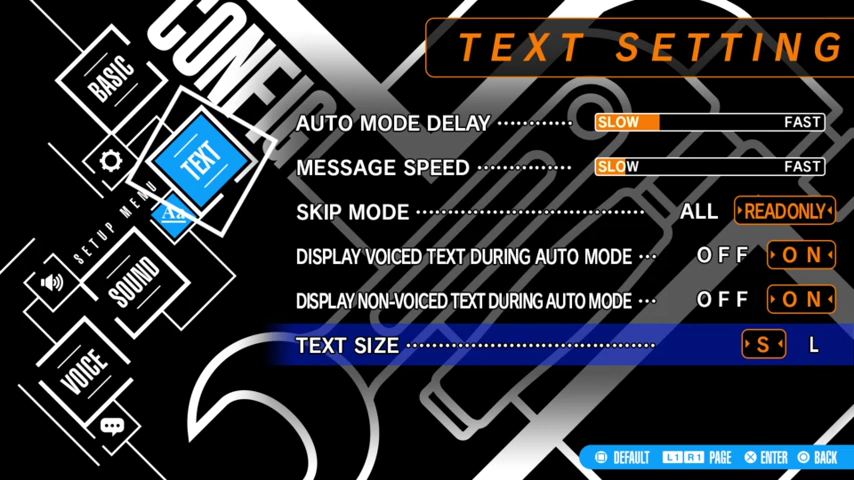 CONFIG
TEXT SETTING
BASIC
TEXT
Aa
SETUP MENU
SOUND
VOICE
AUTO MODE DELAY ············ SLOW FAST
MESSAGE SPEED ··············· SLOW FAST
SKIP MODE ····································· ALL READONLY
DISPLAY VOICED TEXT DURING AUTO MODE ··· OFF ON
DISPLAY NON-VOICED TEXT DURING AUTO MODE ··· OFF ON
TEXT SIZE ········································ S L
DEFAULT L1 R1 PAGE ENTER BACK